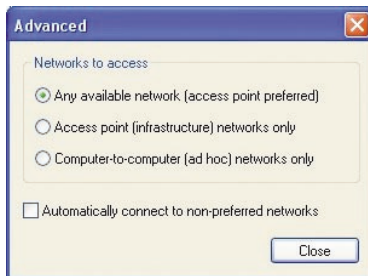 Advanced
Networks to access
Any available network (access point preferred)
Access point (infrastructure) networks only
Computer-to-computer (ad hoc) networks only
Automatically connect to non-preferred networks
Close